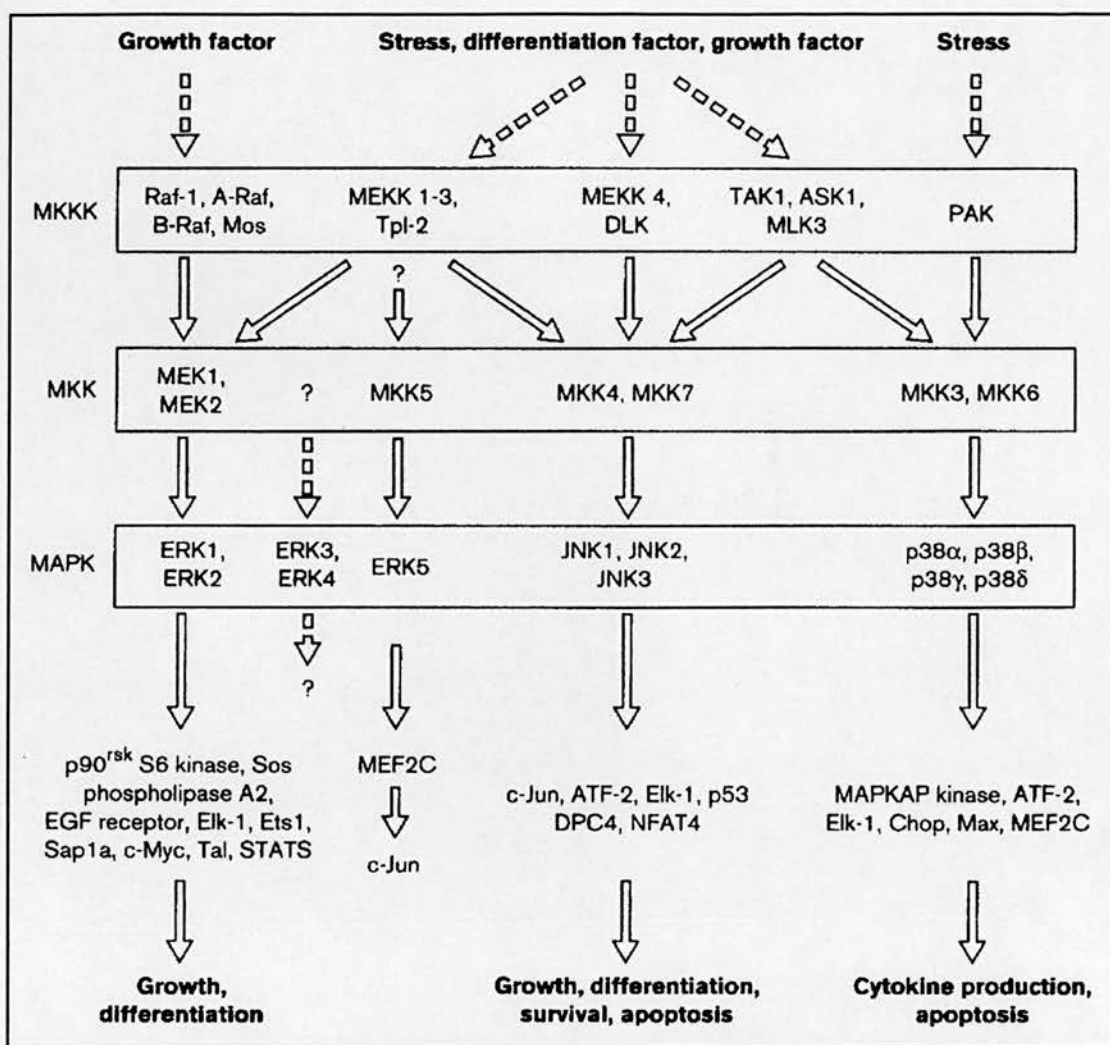 Growth factor
Stress, differentiation factor, growth factor
Stress
MKKK
Raf-1, A-Raf,
B-Raf, Mos
MEKK 1-3,
Tpl-2
MEKK 4,
DLK
TAK1, ASK1,
MLK3
PAK
?
MKK
MEK1,
MEK2
?
MKK5
MKK4, MKK7
MKK3, MKK6
MAPK
ERK1,
ERK2
ERK3,
ERK4
ERK5
JNK1, JNK2,
JNK3
p38α, p38β,
p38γ, p38δ
?
p90rsk S6 kinase, Sos
phospholipase A2,
EGF receptor, Elk-1, Ets1,
Sap1a, c-Myc, Tal, STATS
MEF2C
c-Jun
c-Jun, ATF-2, Elk-1, p53
DPC4, NFAT4
MAPKAP kinase, ATF-2,
Elk-1, Chop, Max, MEF2C
Growth,
differentiation
Growth, differentiation,
survival, apoptosis
Cytokine production,
apoptosis